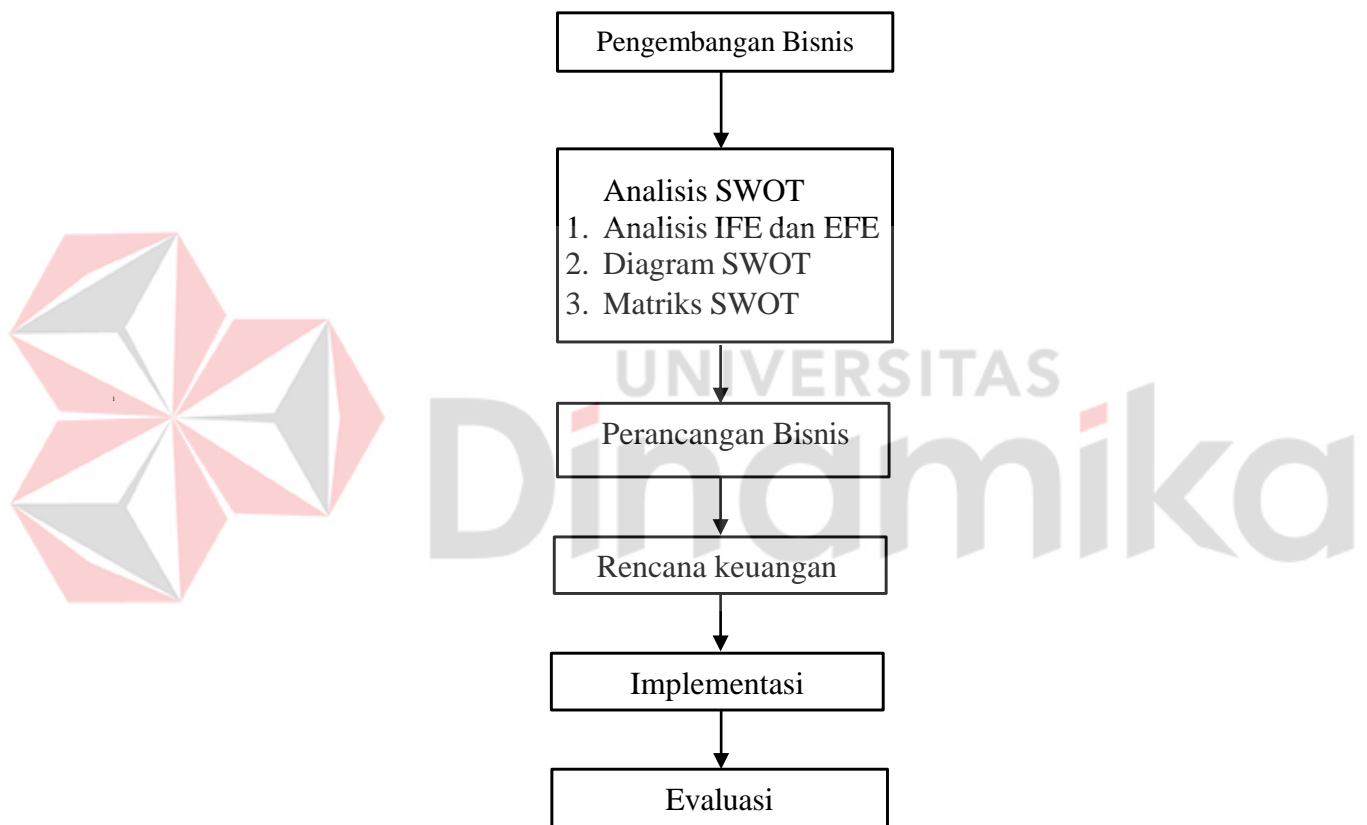 Pengembangan Bisnis
Analisis SWOT
1. Analisis IFE dan EFE
2. Diagram SWOT
3. Matriks SWOT
UNIVERSITAS
Dinamika
Perancangan Bisnis
Rencana keuangan
Implementasi
Evaluasi